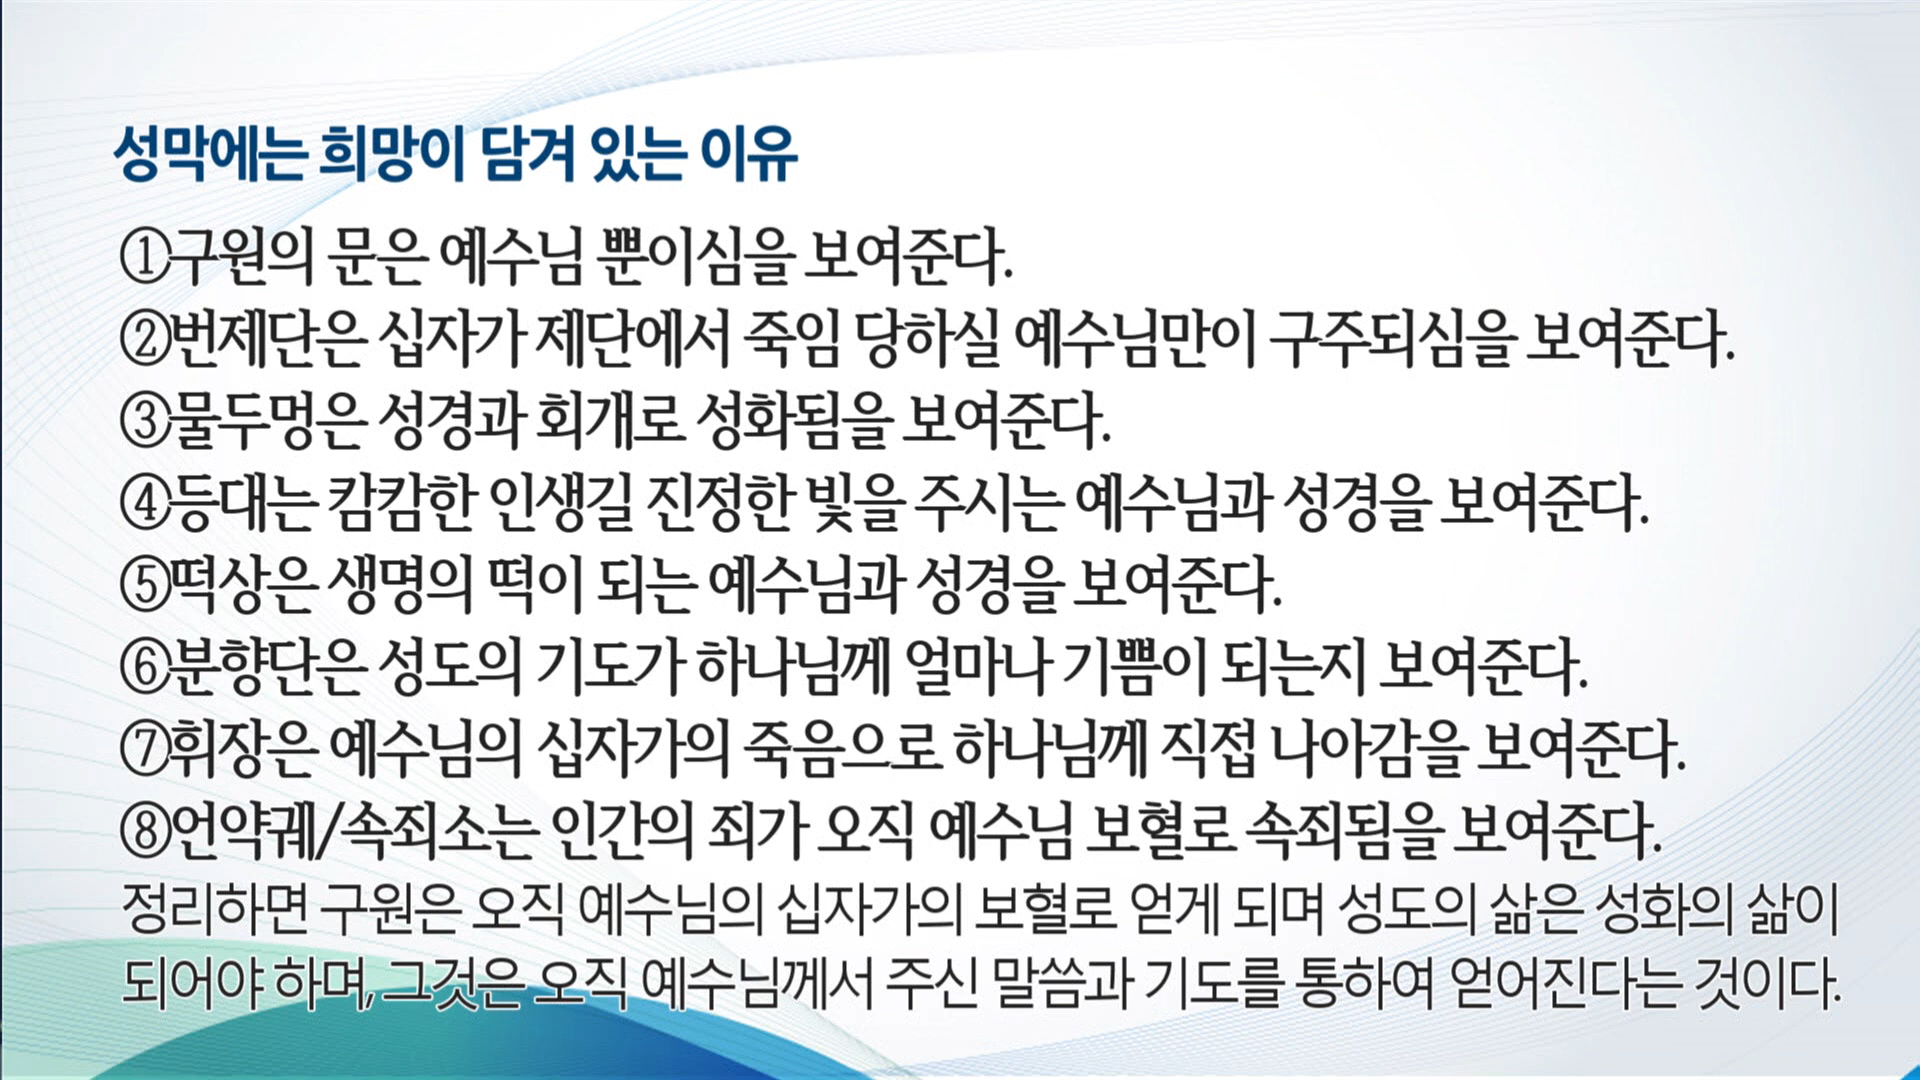 성막에는 희망이 담겨 있는 이유
①구원의 문은 예수님 뿐이심을 보여준다.
②번제단은 십자가 제단에서 죽임 당하실 예수님만이 구주되심을 보여준다.
③물두멍은 성경과 회개로 성화됨을 보여준다.
④등대는 캄캄한 인생길 진정한 빛을 주시는 예수님과 성경을 보여준다.
⑤떡상은 생명의 떡이 되는 예수님과 성경을 보여준다.
⑥분향단은 성도의 기도가 하나님께 얼마나 기쁨이 되는지 보여준다.
⑦휘장은 예수님의 십자가의 죽음으로 하나님께 직접 나아감을 보여준다.
⑧언약궤/속죄소는 인간의 죄가 오직 예수님 보혈로 속죄됨을 보여준다.
정리하면 구원은 오직 예수님의 십자가의 보혈로 얻게 되며 성도의 삶은 성화의 삶이
되어야 하며, 그것은 오직 예수님께서 주신 말씀과 기도를 통하여 얻어진다는 것이다.